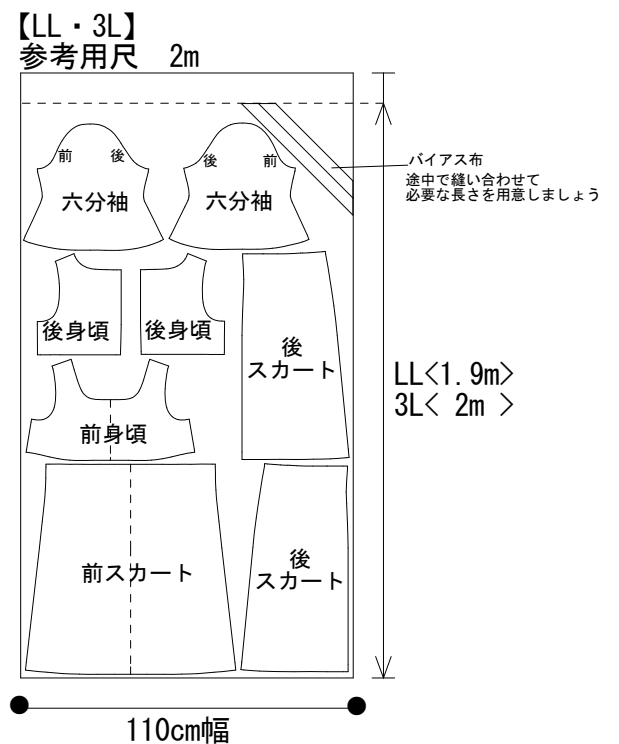 【LL・3L】
参考用尺　2m
バイアス布
途中で縫い合わせて
必要な長さを用意しましょう
前 後
六分袖
後 前
六分袖
後身頃
後身頃
後
スカート
LL<1.9m>
3L< 2m >
前身頃
前スカート
後
スカート
110cm幅